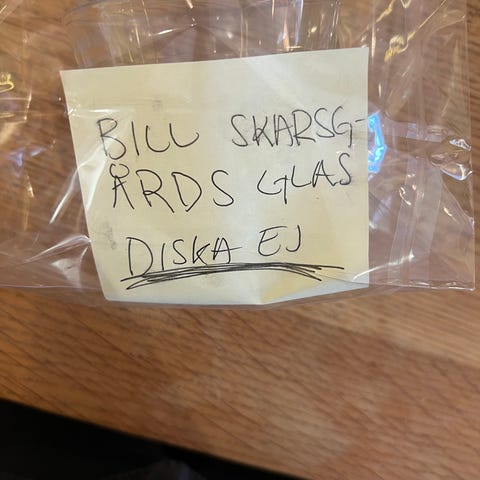 BILL SKARSG-
ÅRDS GLAS
DISKA EJ